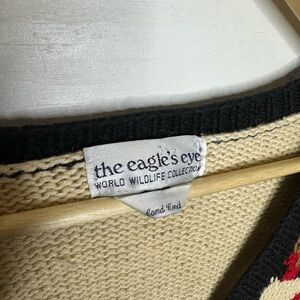 the eagle's eye
WORLD WILDLIFE COLLECTION
Hand Knit